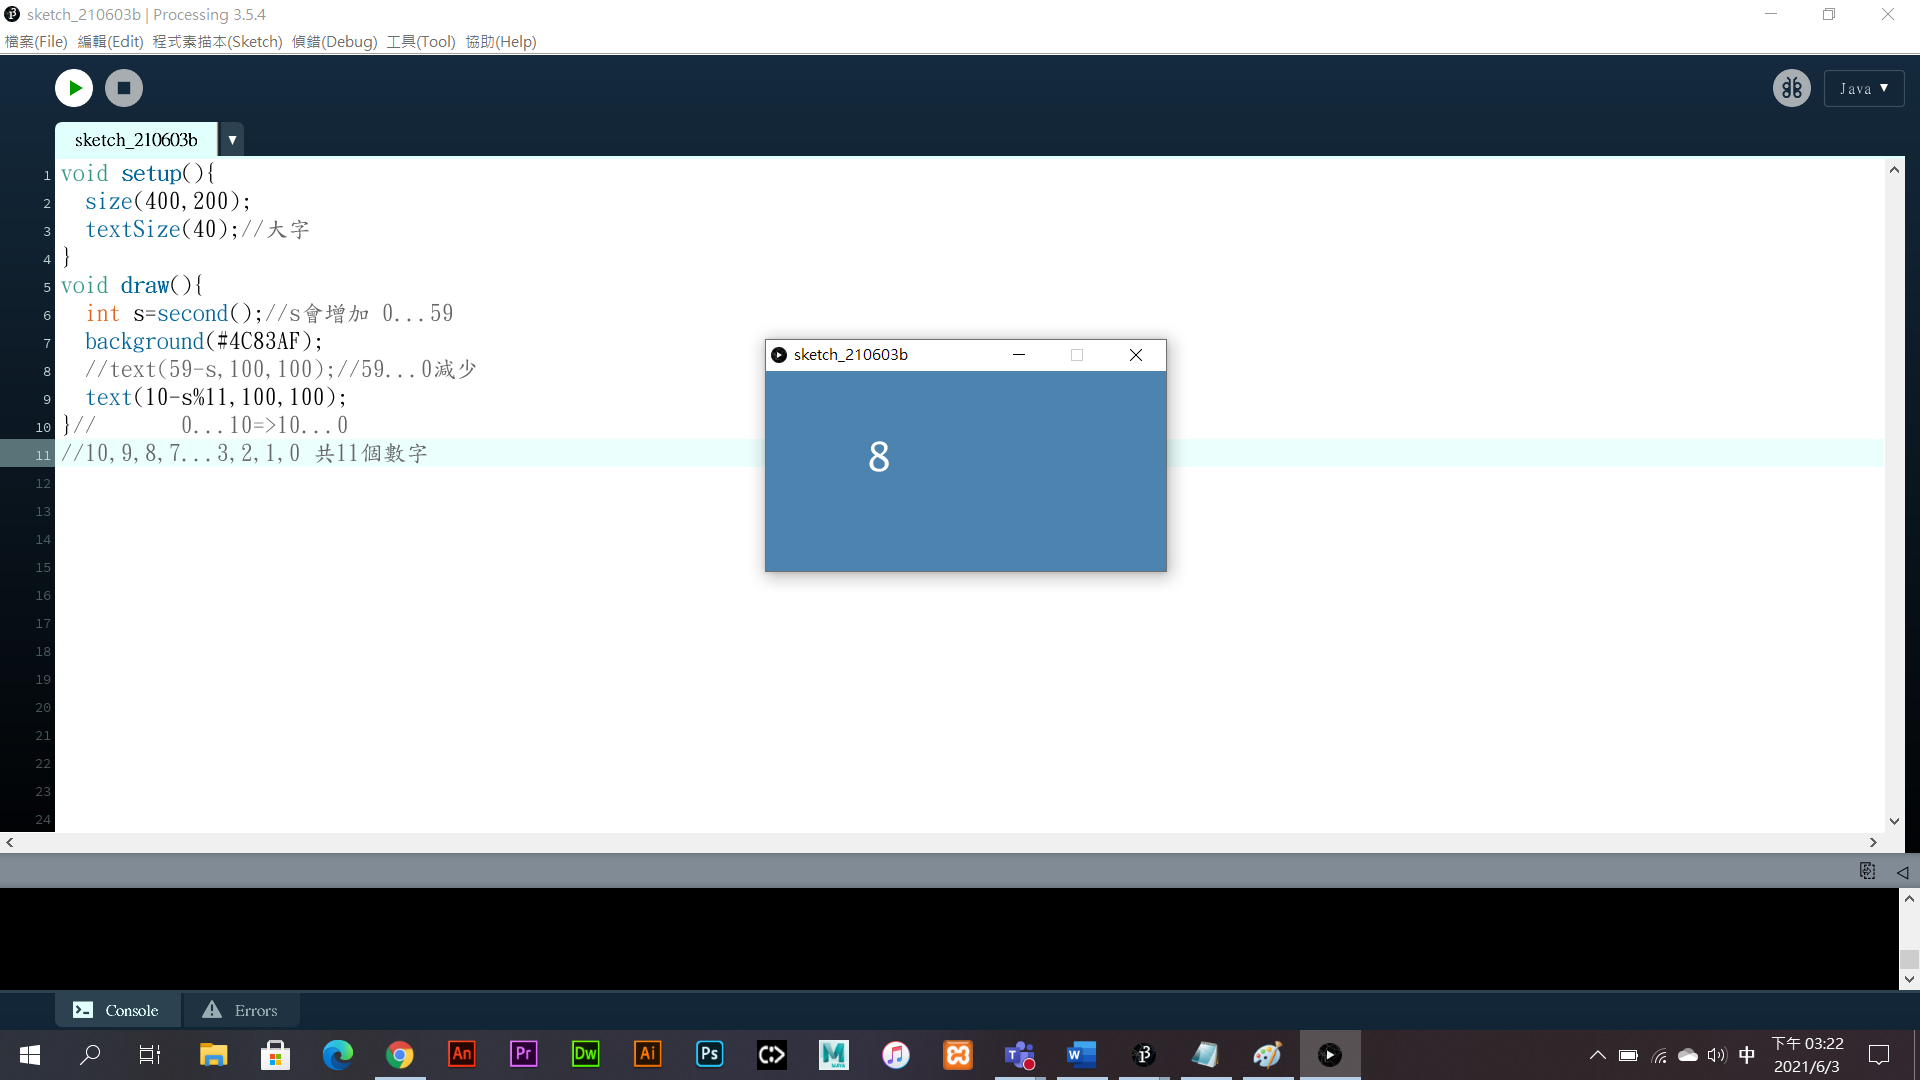 sketch_210603b | Processing 3.5.4
檔案(File) 編輯(Edit) 程式素描本(Sketch) 偵錯(Debug) 工具(Tool) 協助(Help)
Java ▼
sketch_210603b ▼
1 void setup(){
2   size(400,200);
3   textSize(40);//大字
4 }
5 void draw(){
6   int s=second();//s會增加 0...59
7   background(#4C83AF);
8   //text(59-s,100,100);//59...0減少
9   text(10-s%11,100,100);
10 }//       0...10=>10...0
11 //10,9,8,7...3,2,1,0 共11個數字
12
13
14
15
16
17
18
19
20
21
22
23
24
sketch_210603b
8
Console
Errors
An Pr Dw Ai Ps M MAYA T W
中
下午 03:22
2021/6/3